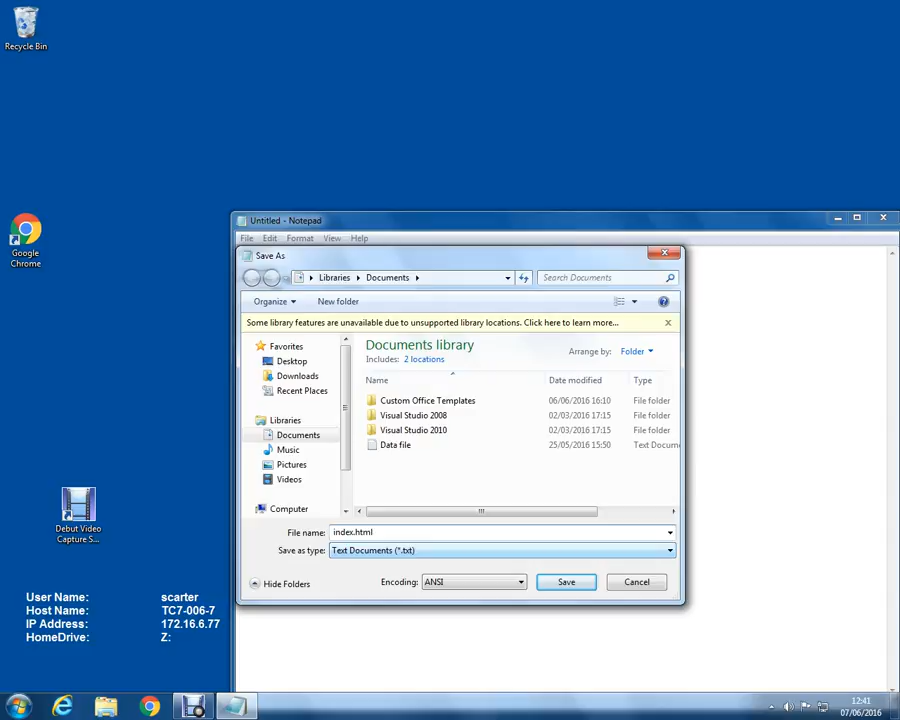 Recycle Bin
Google
Chrome
Debut Video
Capture S...
User Name: scarter
Host Name: TC7-006-7
IP Address: 172.16.6.77
HomeDrive: Z:
Untitled - Notepad
File Edit Format View Help
Save As
Libraries Documents
Search Documents
Organize New folder
Some library features are unavailable due to unsupported library locations. Click here to learn more...
Favorites
Desktop
Downloads
Recent Places
Libraries
Documents
Music
Pictures
Videos
Computer
Documents library
Includes: 2 locations
Arrange by: Folder
Name Date modified Type
Custom Office Templates 06/06/2016 16:10 File folder
Visual Studio 2008 02/03/2016 17:15 File folder
Visual Studio 2010 02/03/2016 17:15 File folder
Data file 25/05/2016 15:50 Text Docum
File name: index.html
Save as type: Text Documents (*.txt)
Hide Folders Encoding: ANSI Save Cancel
12:41
07/06/2016